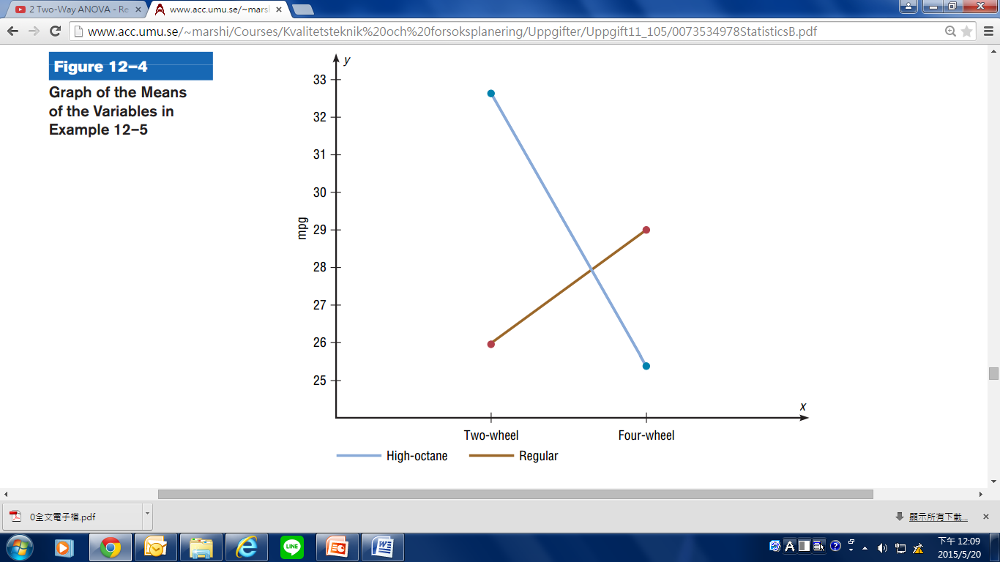 2 Two-Way ANOVA - Re
www.acc.umu.se/~marsh
www.acc.umu.se/~marshi/Courses/Kvalitetsteknik%20och%20forsoksplanering/Uppgifter/Uppgift11_105/0073534978StatisticsB.pdf
Figure 12–4
Graph of the Means
of the Variables in
Example 12–5
y
33
32
31
30
29
28
27
26
25
mpg
x
Two-wheel Four-wheel
High-octane Regular
0全文電子檔.pdf
顯示所有下載...
LINE
A
下午 12:09
2015/5/20